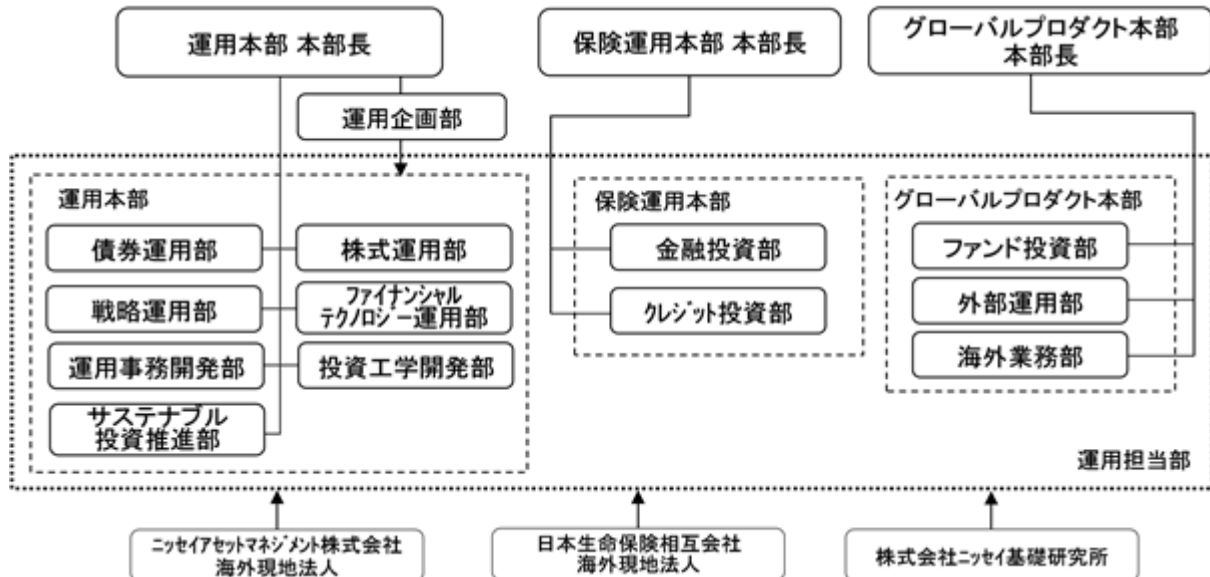 運用本部 本部長
保険運用本部 本部長
グローバルプロダクト本部
本部長
運用企画部
運用本部
債券運用部
株式運用部
戦略運用部
ファイナンシャル
テクノロジー運用部
運用事務開発部
投資工学開発部
サステナブル
投資推進部
保険運用本部
金融投資部
クレジット投資部
グローバルプロダクト本部
ファンド投資部
外部運用部
海外業務部
運用担当部
ニッセイアセットマネジメント株式会社
海外現地法人
日本生命保険相互会社
海外現地法人
株式会社ニッセイ基礎研究所